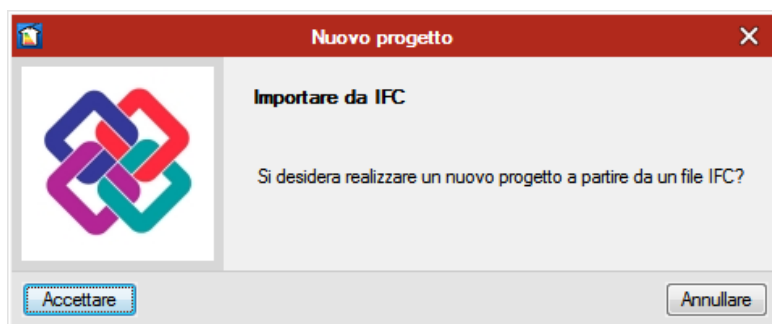 Nuovo progetto
Importare da IFC
Si desidera realizzare un nuovo progetto a partire da un file IFC?
Accettare
Annullare